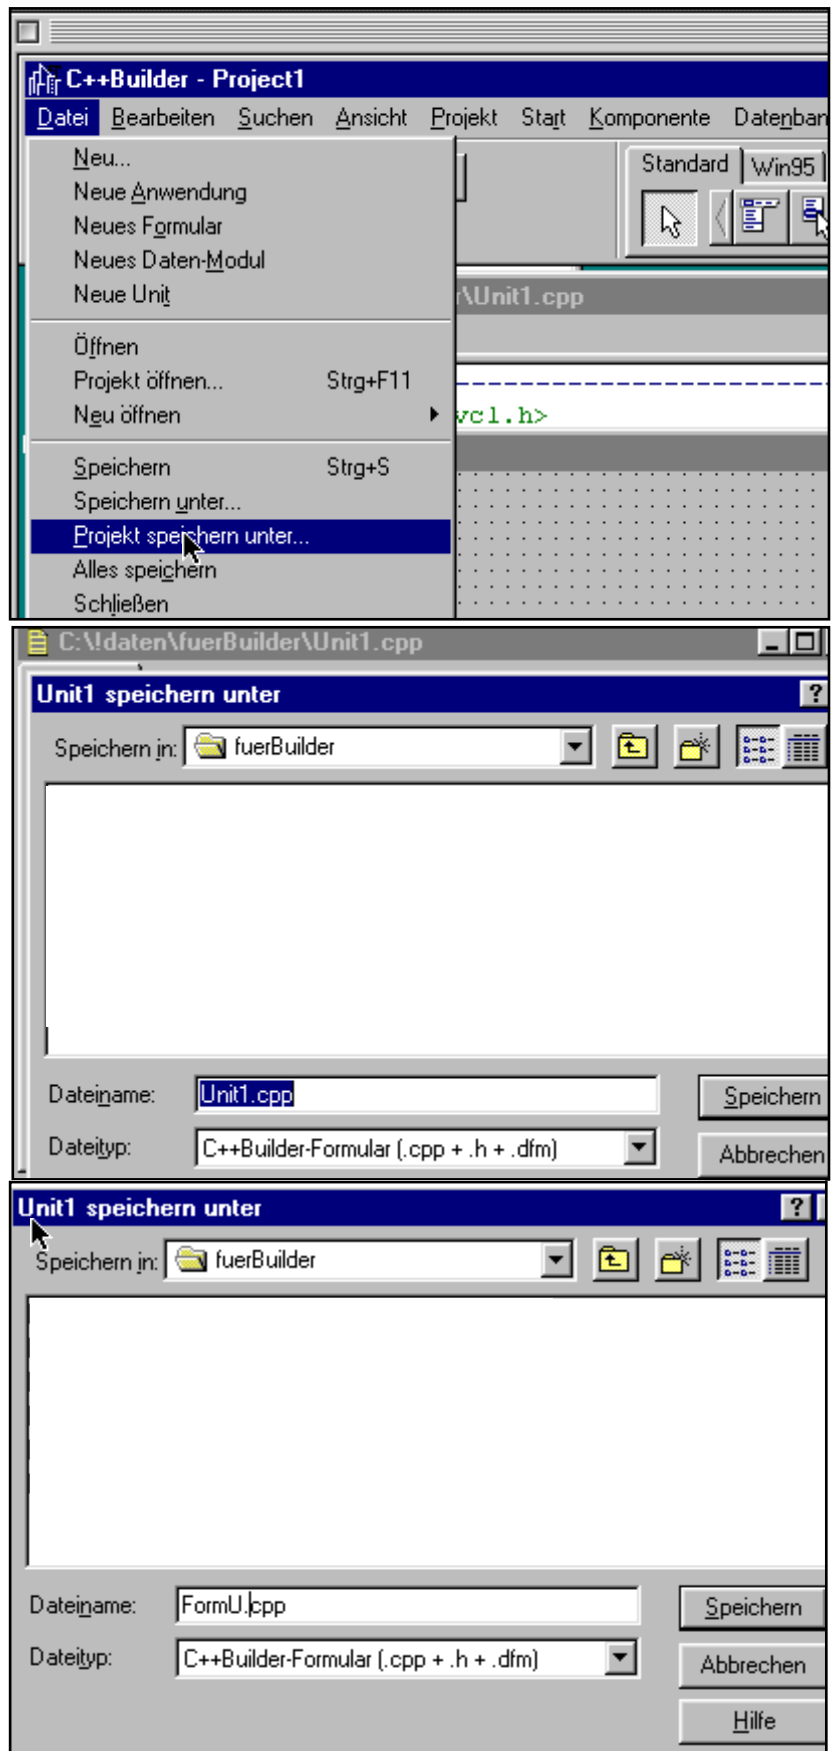 C++Builder - Project1
Datei Bearbeiten Suchen Ansicht Projekt Start Komponente Datenban
Neu...
Standard Win95
Neue Anwendung
Neues Formular
Neues Daten-Modul
Neue Unit
r\Unit1.cpp
Öffnen
Projekt öffnen... Strg+F11
Neu öffnen
vcl.h>
Speichern Strg+S
Speichern unter...
Projekt speichern unter...
Alles speichern
Schließen
C:\!daten\fuerBuilder\Unit1.cpp
Unit1 speichern unter ?
Speichern in: fuerBuilder
Dateiname: Unit1.cpp Speichern
Dateityp: C++Builder-Formular (.cpp + .h + .dfm) Abbrechen
Unit1 speichern unter ?
Speichern in: fuerBuilder
Dateiname: FormU.cpp Speichern
Dateityp: C++Builder-Formular (.cpp + .h + .dfm) Abbrechen
Hilfe